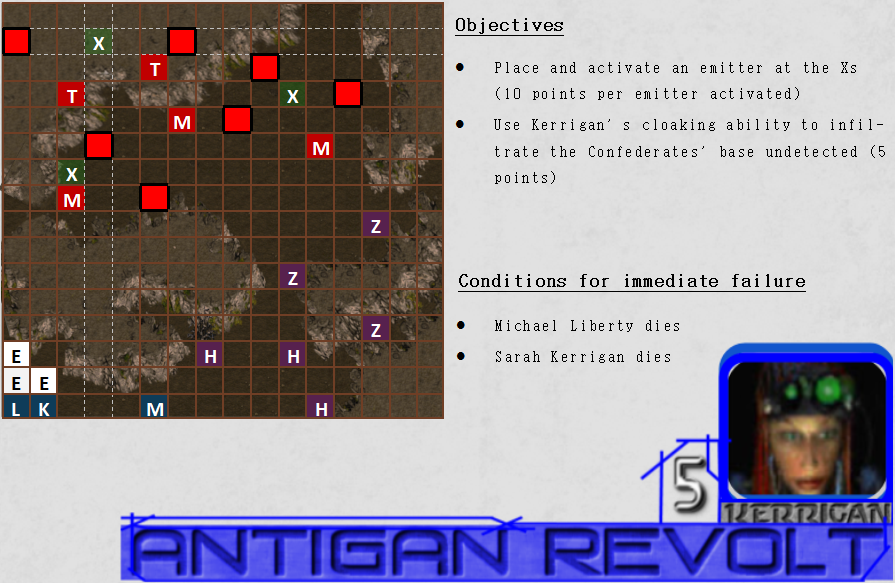 X
T
T
X
M
M
X
M
Z
Z
Z
E
H
H
E E
L K M H
Objectives
● Place and activate an emitter at the Xs
(10 points per emitter activated)
● Use Kerrigan's cloaking ability to infil-
trate the Confederates' base undetected (5
points)
Conditions for immediate failure
● Michael Liberty dies
● Sarah Kerrigan dies
5
KERRIGAN
ANTIGAN REVOLT